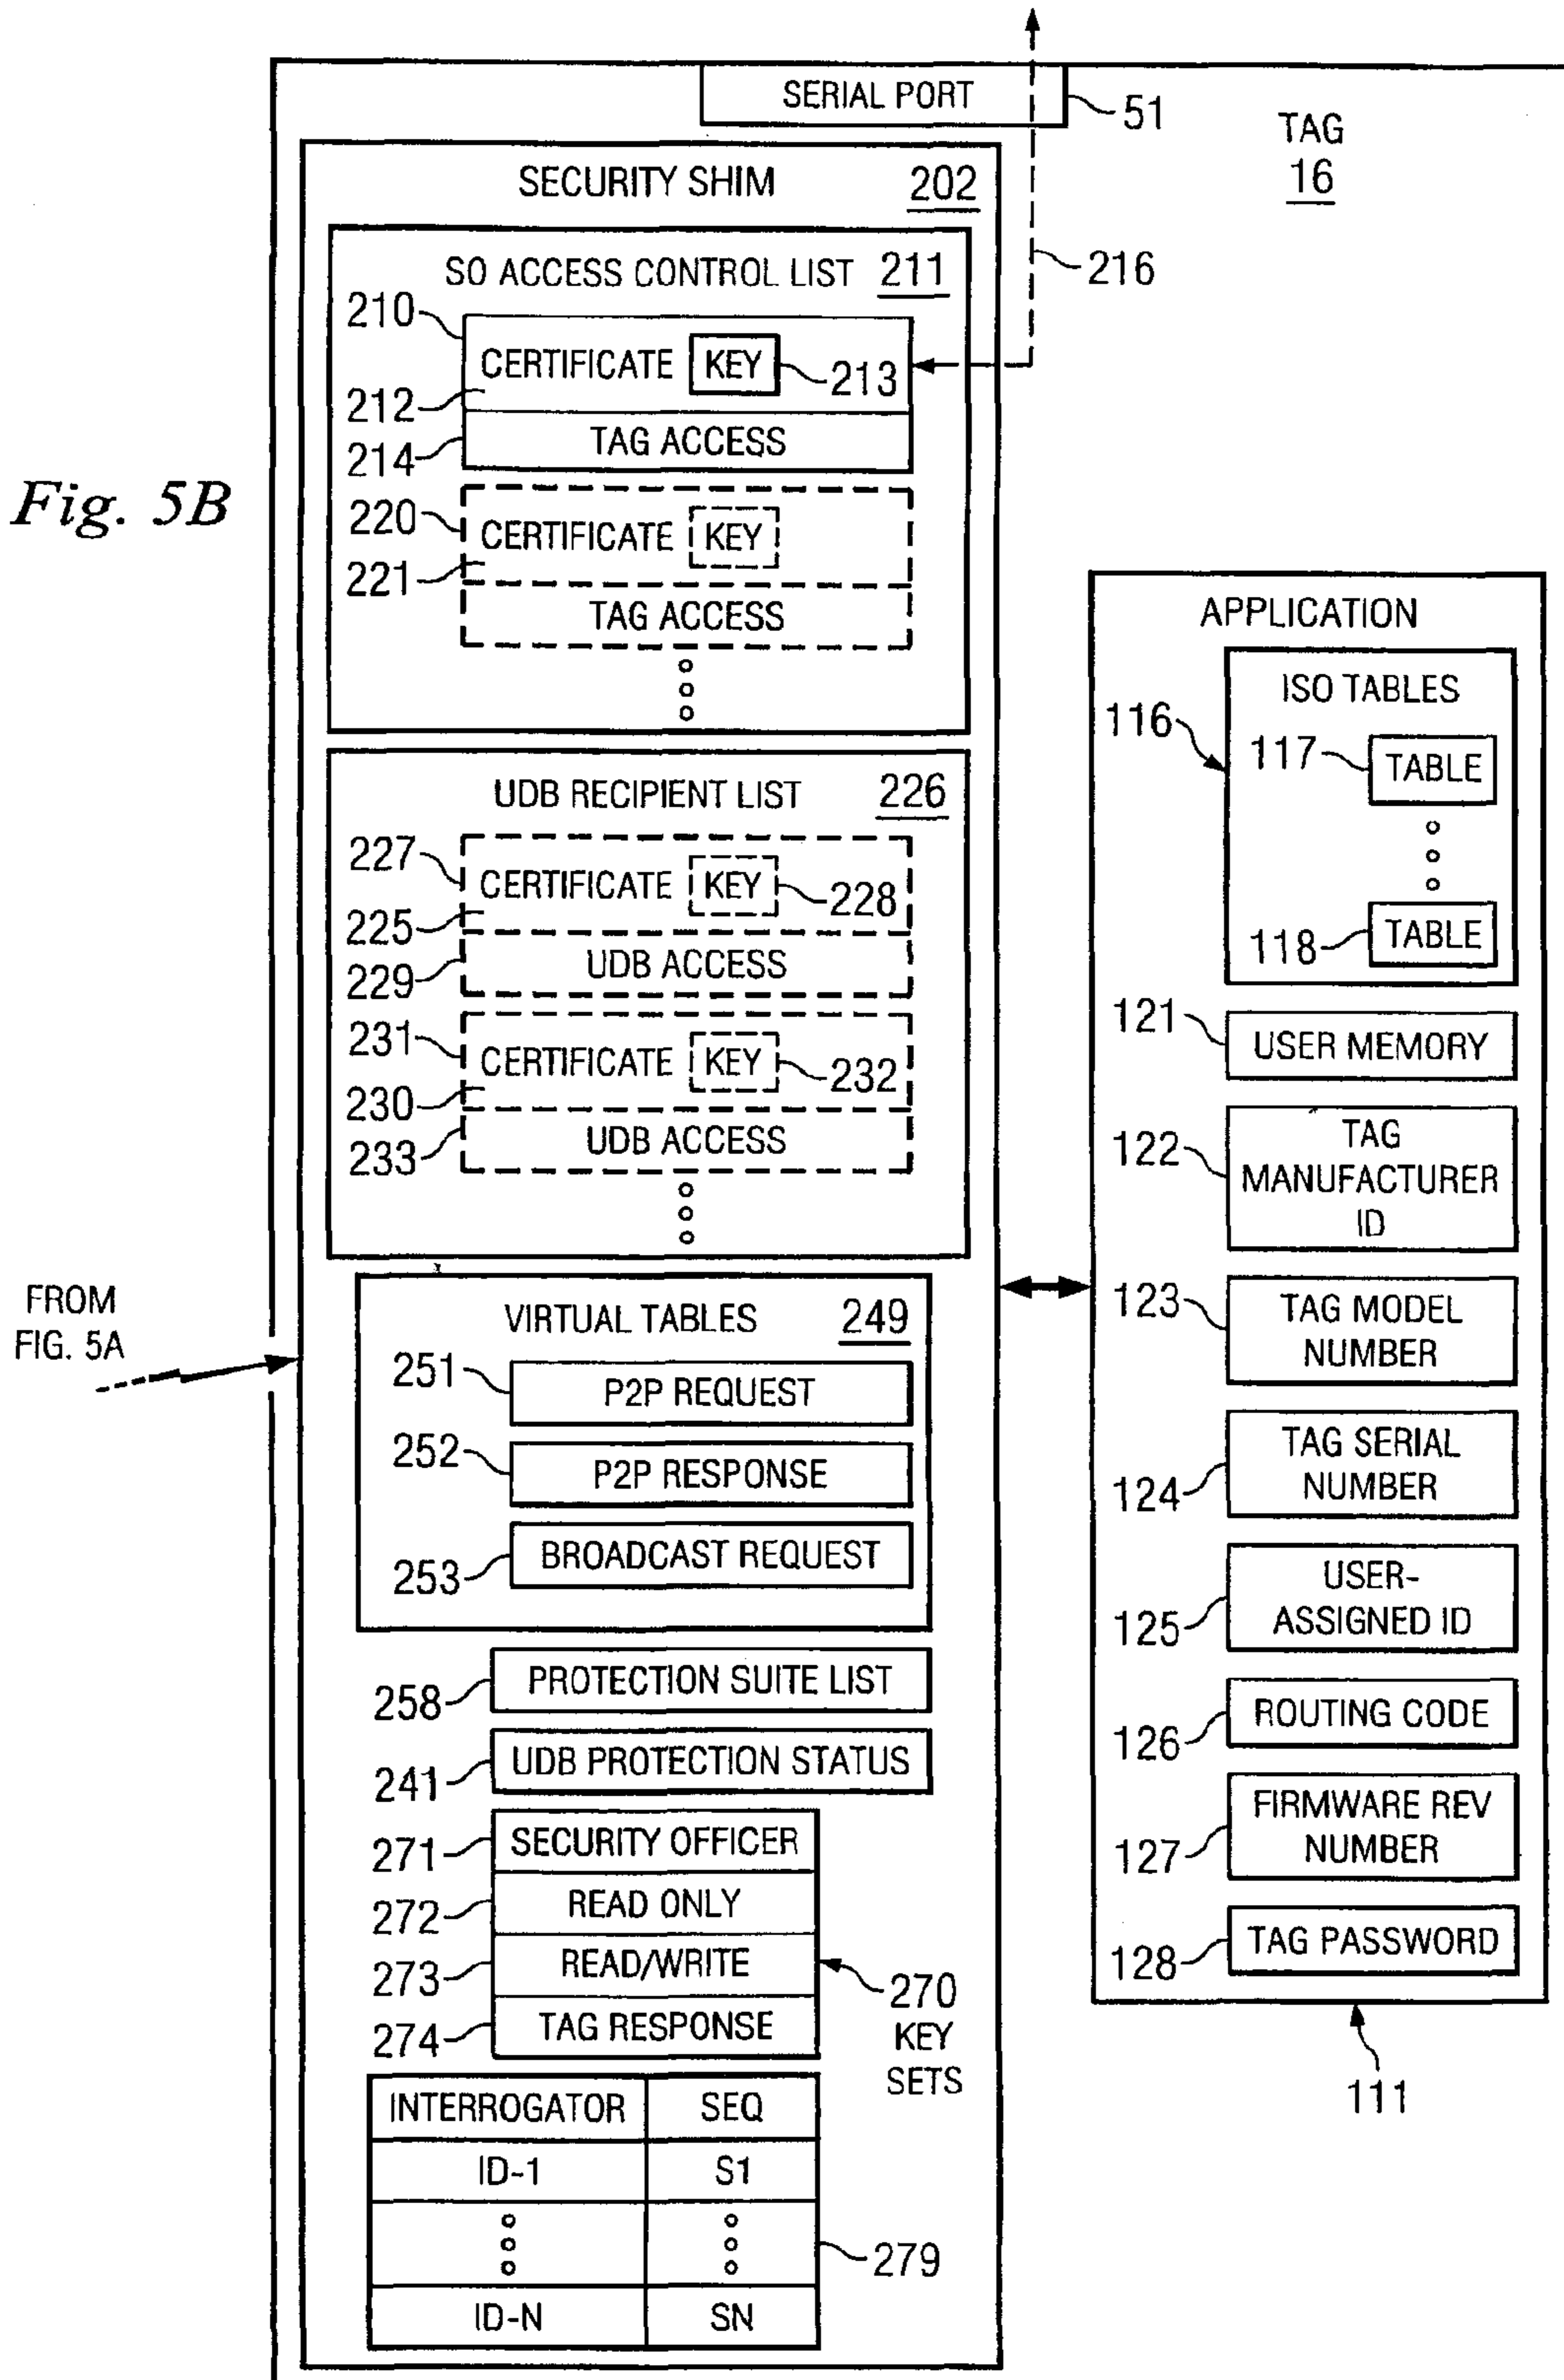 SERIAL PORT
51
TAG
16
SECURITY SHIM 202
216
SO ACCESS CONTROL LIST 211
210
CERTIFICATE KEY 213
212
TAG ACCESS
214
Fig. 5B
220
CERTIFICATE KEY
221
TAG ACCESS
UDB RECIPIENT LIST 226
227
CERTIFICATE KEY 228
225
UDB ACCESS
229
231
CERTIFICATE KEY 232
230
UDB ACCESS
233
FROM
FIG. 5A
VIRTUAL TABLES 249
251
P2P REQUEST
252
P2P RESPONSE
253
BROADCAST REQUEST
258
PROTECTION SUITE LIST
241
UDB PROTECTION STATUS
271
SECURITY OFFICER
272
READ ONLY
273
READ/WRITE
274
TAG RESPONSE
270
KEY
SETS
INTERROGATOR SEQ
ID-1 S1
279
ID-N SN
APPLICATION
ISO TABLES
116
117 TABLE
118 TABLE
121
USER MEMORY
122
TAG
MANUFACTURER
ID
123
TAG MODEL
NUMBER
124
TAG SERIAL
NUMBER
125
USER-
ASSIGNED ID
126
ROUTING CODE
127
FIRMWARE REV
NUMBER
128
TAG PASSWORD
111